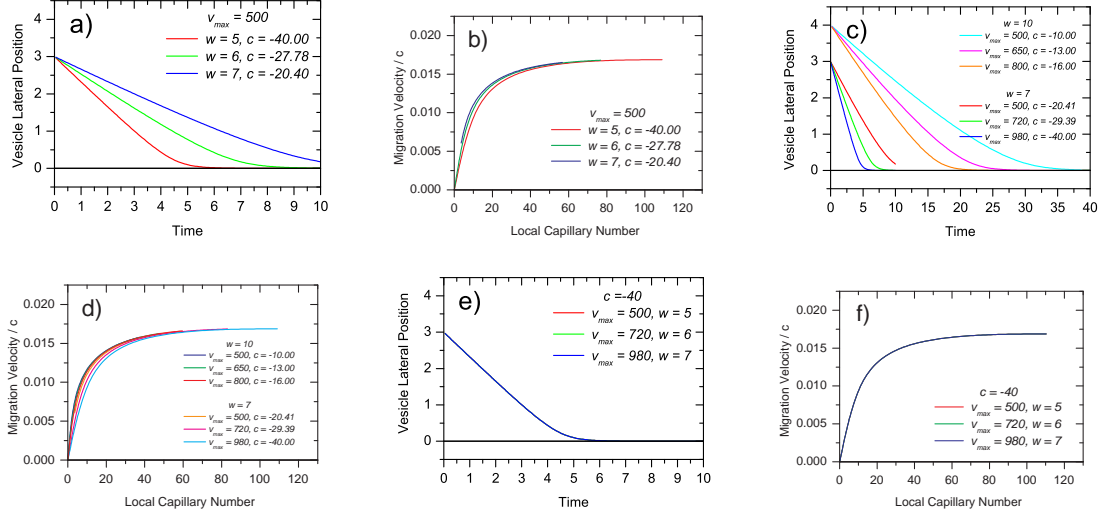 a)
v_max = 500
w = 5, c = -40.00
w = 6, c = -27.78
w = 7, c = -20.40
Vesicle Lateral Position
4
3
2
1
0
0 1 2 3 4 5 6 7 8 9 10
Time
b)
Migration Velocity / c
0.020
0.015
0.010
0.005
0.000
v_max = 500
w = 5, c = -40.00
w = 6, c = -27.78
w = 7, c = -20.40
0 20 40 60 80 100 120
Local Capillary Number
c)
Vesicle Lateral Position
4
3
2
1
0
w = 10
v_max = 500, c = -10.00
v_max = 650, c = -13.00
v_max = 800, c = -16.00
w = 7
v_max = 500, c = -20.41
v_max = 720, c = -29.39
v_max = 980, c = -40.00
0 5 10 15 20 25 30 35 40
Time
d)
Migration Velocity / c
0.020
0.015
0.010
0.005
0.000
w = 10
v_max = 500, c = -10.00
v_max = 650, c = -13.00
v_max = 800, c = -16.00
w = 7
v_max = 500, c = -20.41
v_max = 720, c = -29.39
v_max = 980, c = -40.00
0 20 40 60 80 100 120
Local Capillary Number
e)
Vesicle Lateral Position
4
3
2
1
0
c =-40
v_max = 500, w = 5
v_max = 720, w = 6
v_max = 980, w = 7
0 1 2 3 4 5 6 7 8 9 10
Time
f)
Migration Velocity / c
0.020
0.015
0.010
0.005
0.000
c = -40
v_max = 500, w = 5
v_max = 720, w = 6
v_max = 980, w = 7
0 20 40 60 80 100 120
Local Capillary Number